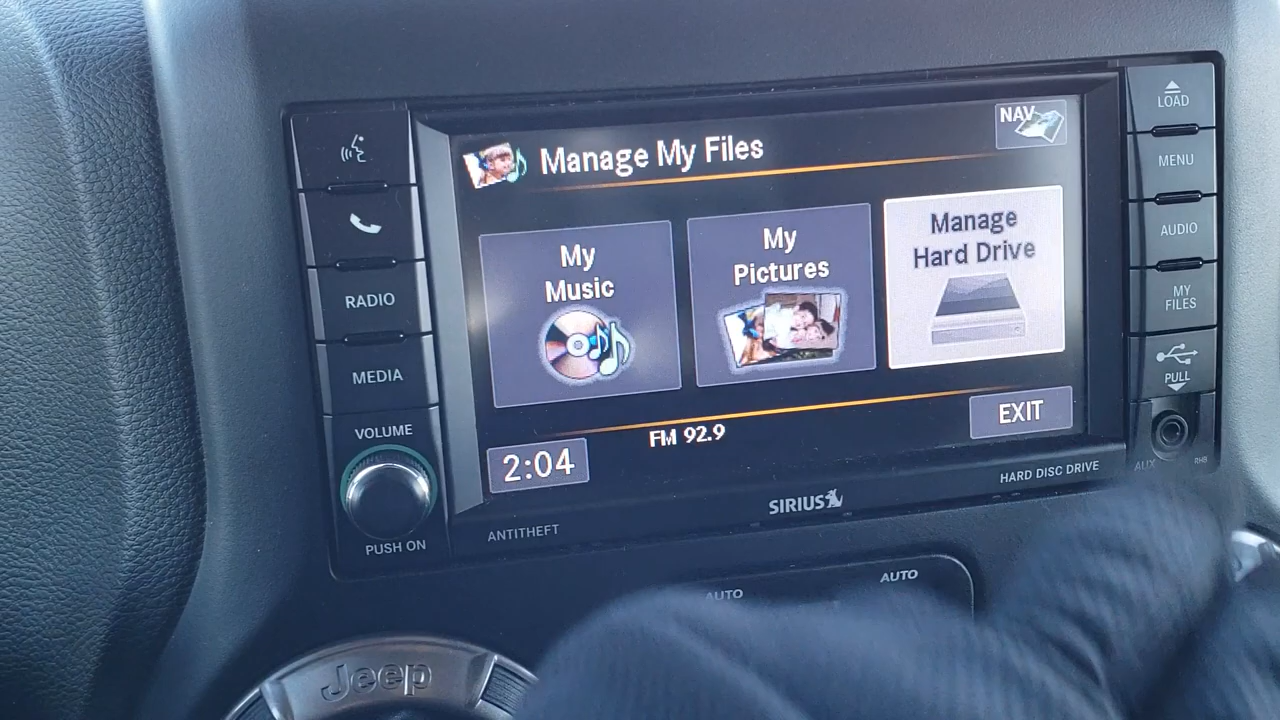 LOAD
NAV
Manage My Files
MENU
Manage
Hard Drive
My
Pictures
My
Music
AUDIO
RADIO
MY
FILES
MEDIA
PULL
VOLUME
EXIT
FM 92.9
2:04
AUX
RHB
HARD DISC DRIVE
SIRIUS
ANTITHEFT
PUSH ON
AUTO
AUTO
Jeep